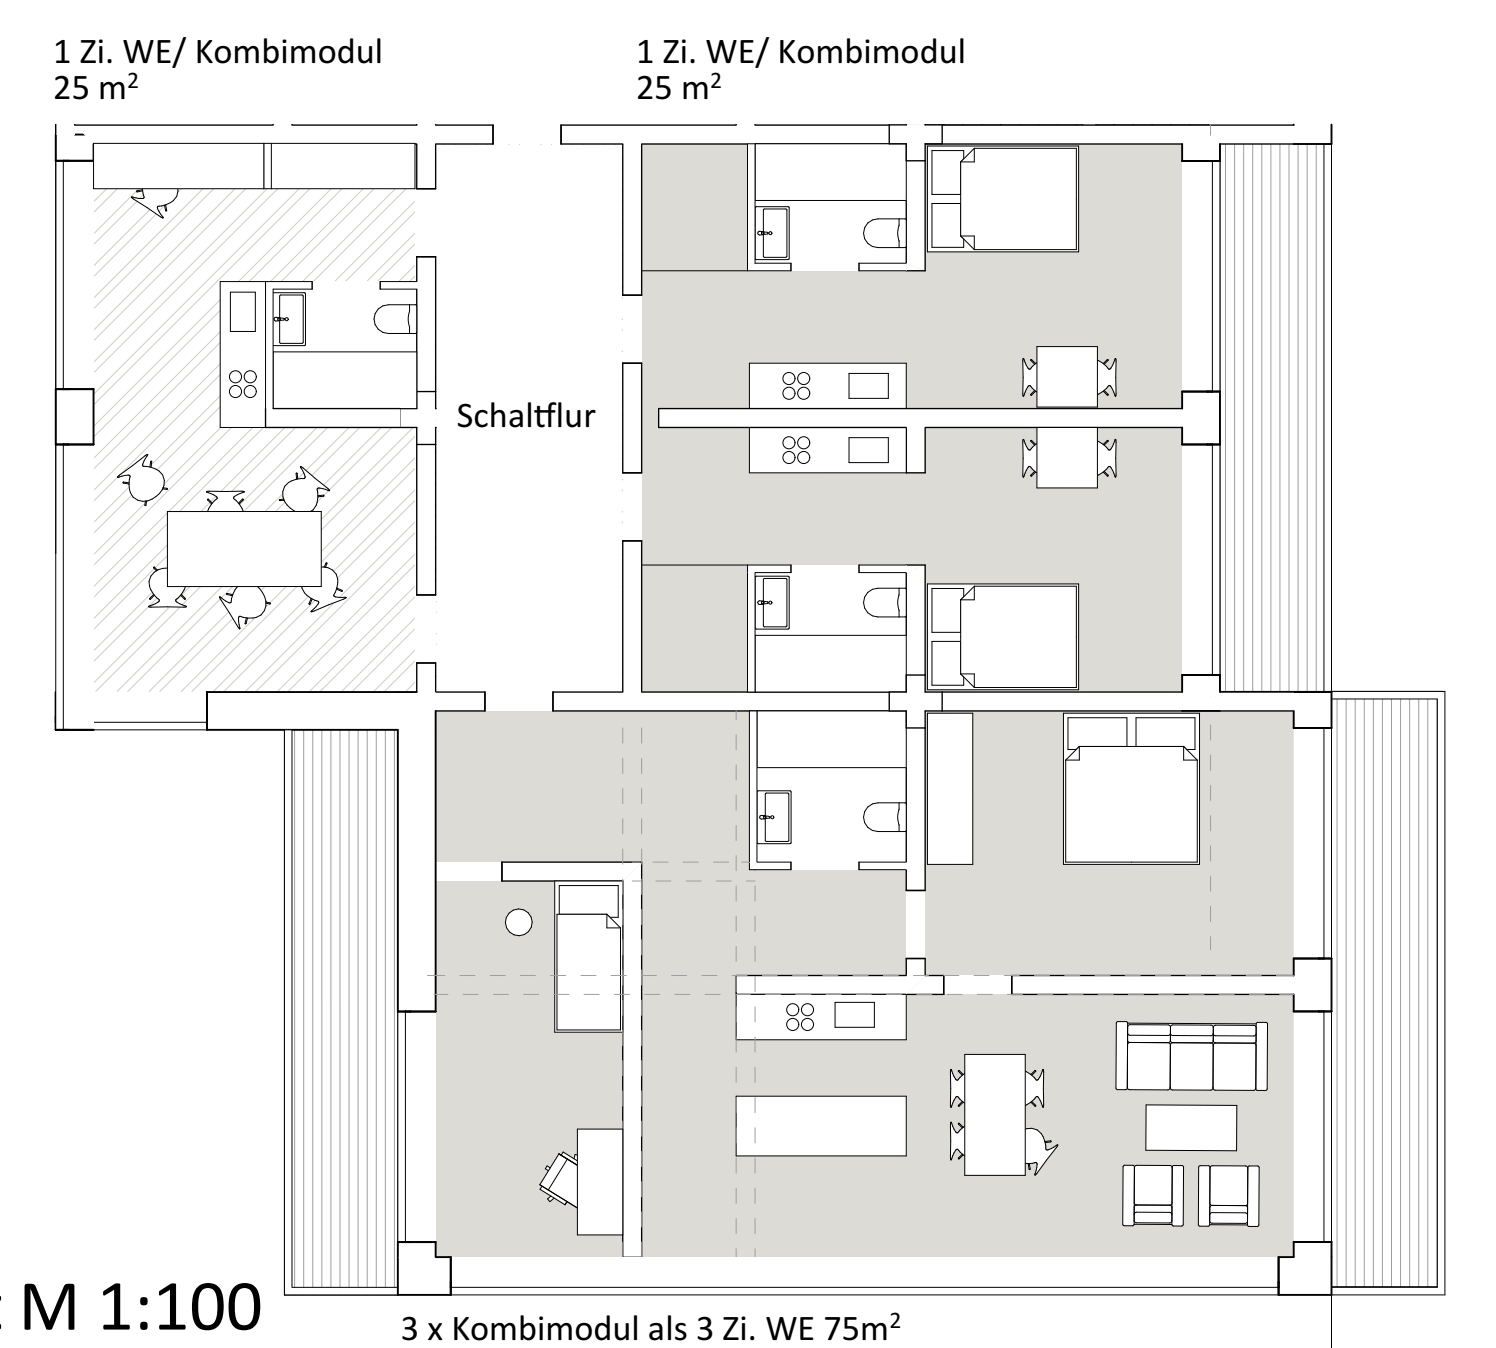 1 Zi. WE/ Kombimodul
25 m²
1 Zi. WE/ Kombimodul
25 m²
Schaltflur
: M 1:100
3 x Kombimodul als 3 Zi. WE 75m²